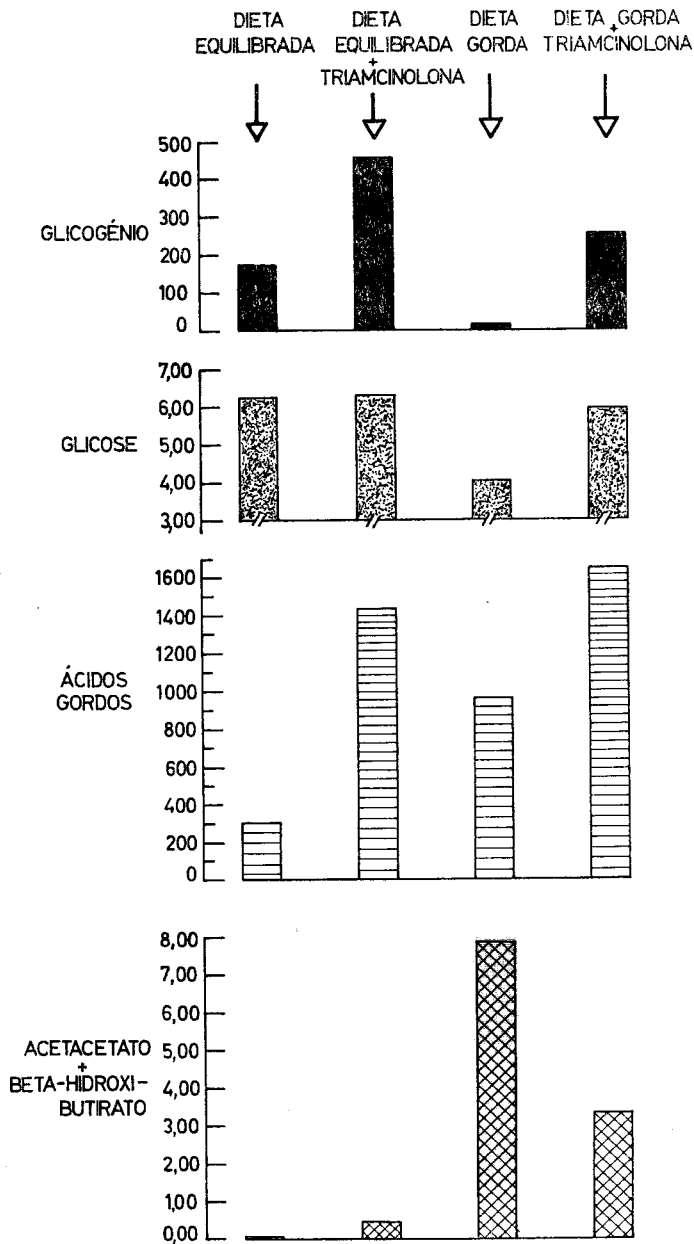 DIETA EQUILIBRADA
DIETA EQUILIBRADA + TRIAMCINOLONA
DIETA GORDA
DIETA GORDA + TRIAMCINOLONA
GLICOGÉNIO
500
400
300
200
100
0
GLICOSE
7,00
6,00
5,00
4,00
3,00
ÁCIDOS
GORDOS
1600
1400
1200
1000
800
600
400
200
0
ACETACETATO
+
BETA-HIDROXI-
BUTIRATO
8,00
7,00
6,00
5,00
4,00
3,00
2,00
1,00
0,00